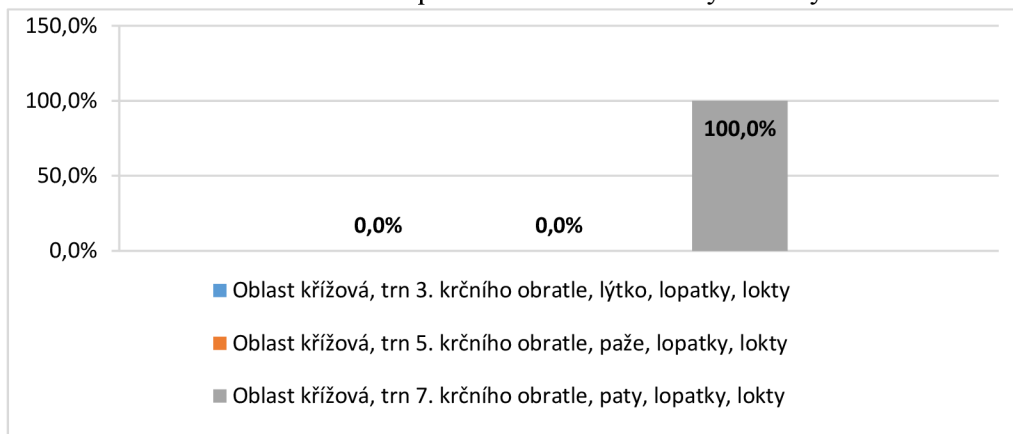 150,0%
100,0%
100,0%
50,0%
0,0%
0,0%
0,0%
Oblast křížová, trn 3. krčního obratle, lýtko, lopatky, lokty
Oblast křížová, trn 5. krčního obratle, paže, lopatky, lokty
Oblast křížová, trn 7. krčního obratle, paty, lopatky, lokty